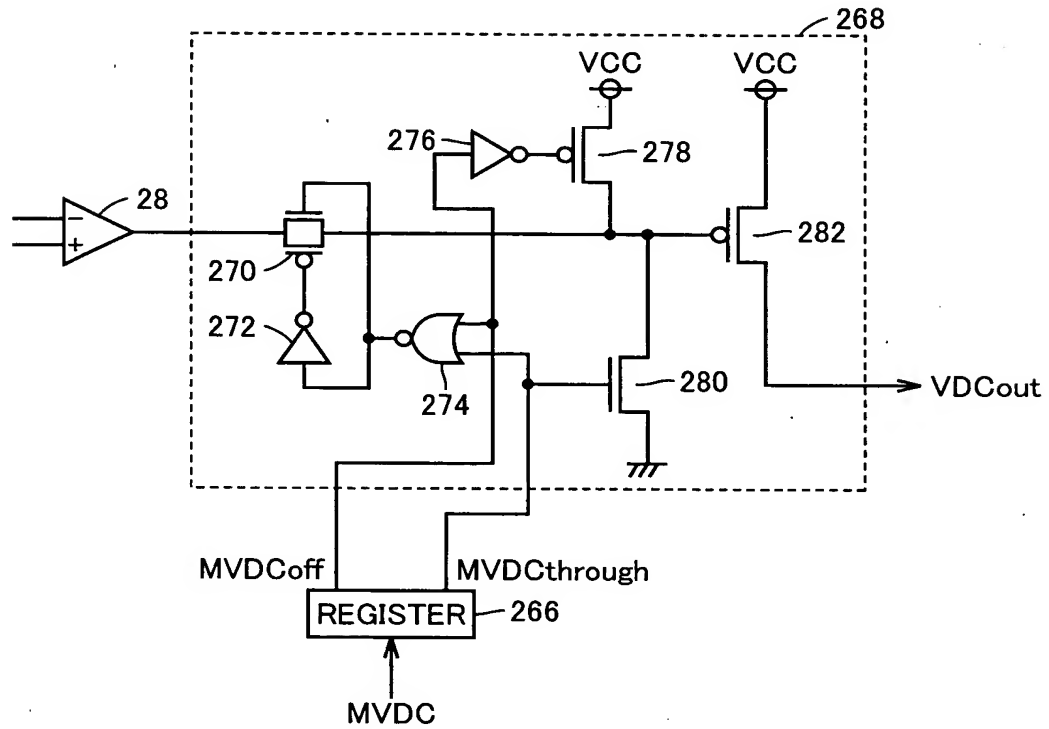 268
VCC
VCC
276
278
28
−
+
282
270
272
274
280
VDCout
MVDCoff
MVDCthrough
REGISTER
266
MVDC